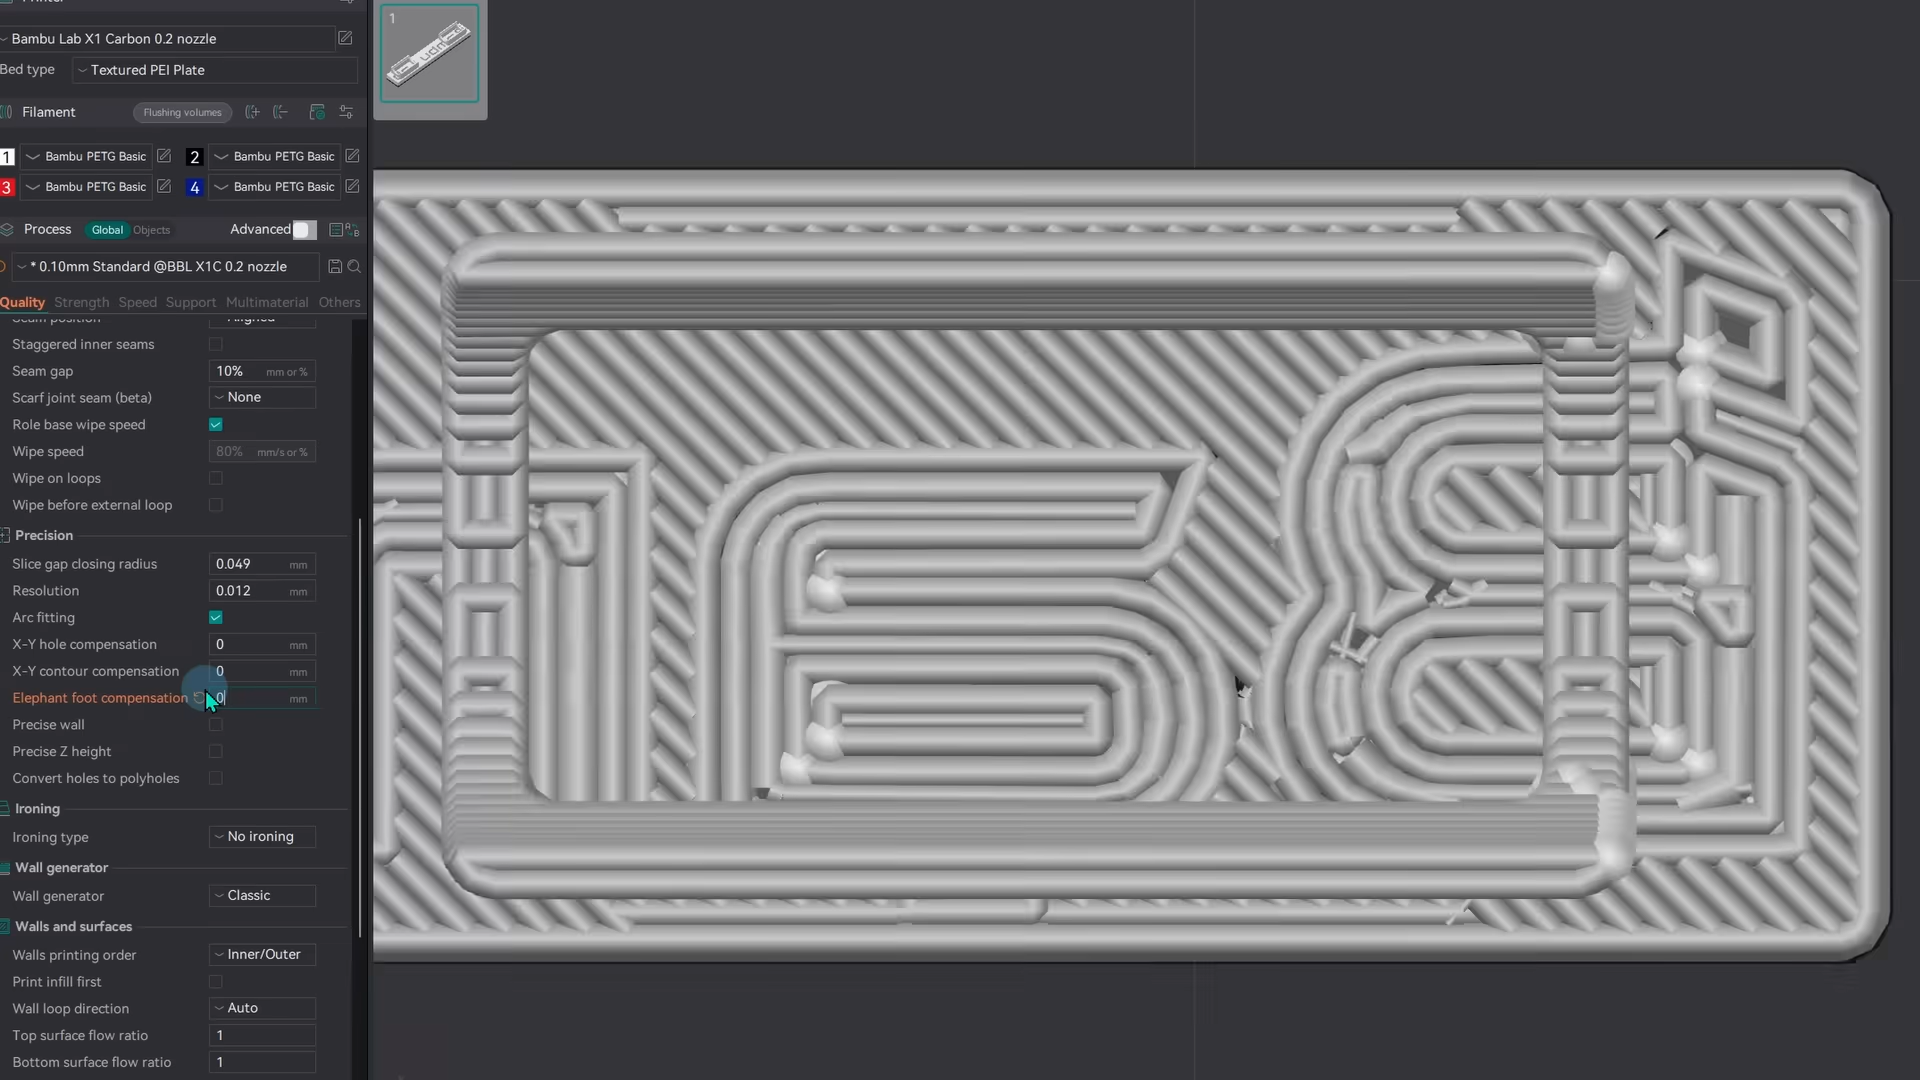 Printer
Bambu Lab X1 Carbon 0.2 nozzle
Bed type
Textured PEI Plate
Filament
Flushing volumes
1
Bambu PETG Basic
2
Bambu PETG Basic
3
Bambu PETG Basic
4
Bambu PETG Basic
Process
Global
Objects
Advanced
* 0.10mm Standard @BBL X1C 0.2 nozzle
Quality
Strength
Speed
Support
Multimaterial
Others
Seam position
Aligned
Staggered inner seams
Seam gap
10%
mm or %
Scarf joint seam (beta)
None
Role base wipe speed
Wipe speed
80%
mm/s or %
Wipe on loops
Wipe before external loop
Precision
Slice gap closing radius
0.049
mm
Resolution
0.012
mm
Arc fitting
X-Y hole compensation
0
mm
X-Y contour compensation
0
mm
Elephant foot compensation
0
mm
Precise wall
Precise Z height
Convert holes to polyholes
Ironing
Ironing type
No ironing
Wall generator
Wall generator
Classic
Walls and surfaces
Walls printing order
Inner/Outer
Print infill first
Wall loop direction
Auto
Top surface flow ratio
1
Bottom surface flow ratio
1
1